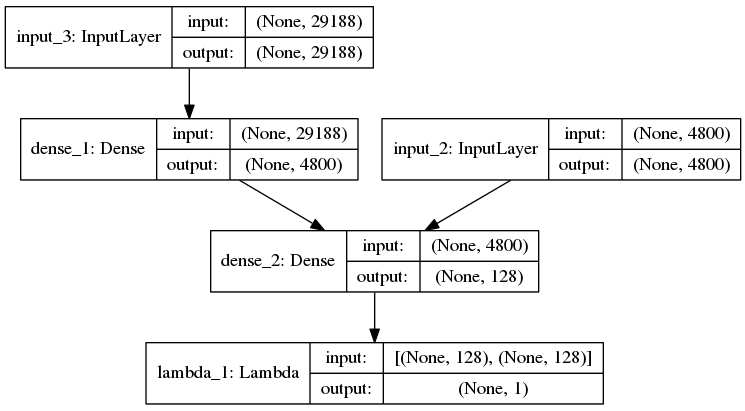 input_3: InputLayer
input: (None, 29188)
output: (None, 29188)
dense_1: Dense
input: (None, 29188)
output: (None, 4800)
input_2: InputLayer
input: (None, 4800)
output: (None, 4800)
dense_2: Dense
input: (None, 4800)
output: (None, 128)
lambda_1: Lambda
input: [(None, 128), (None, 128)]
output: (None, 1)